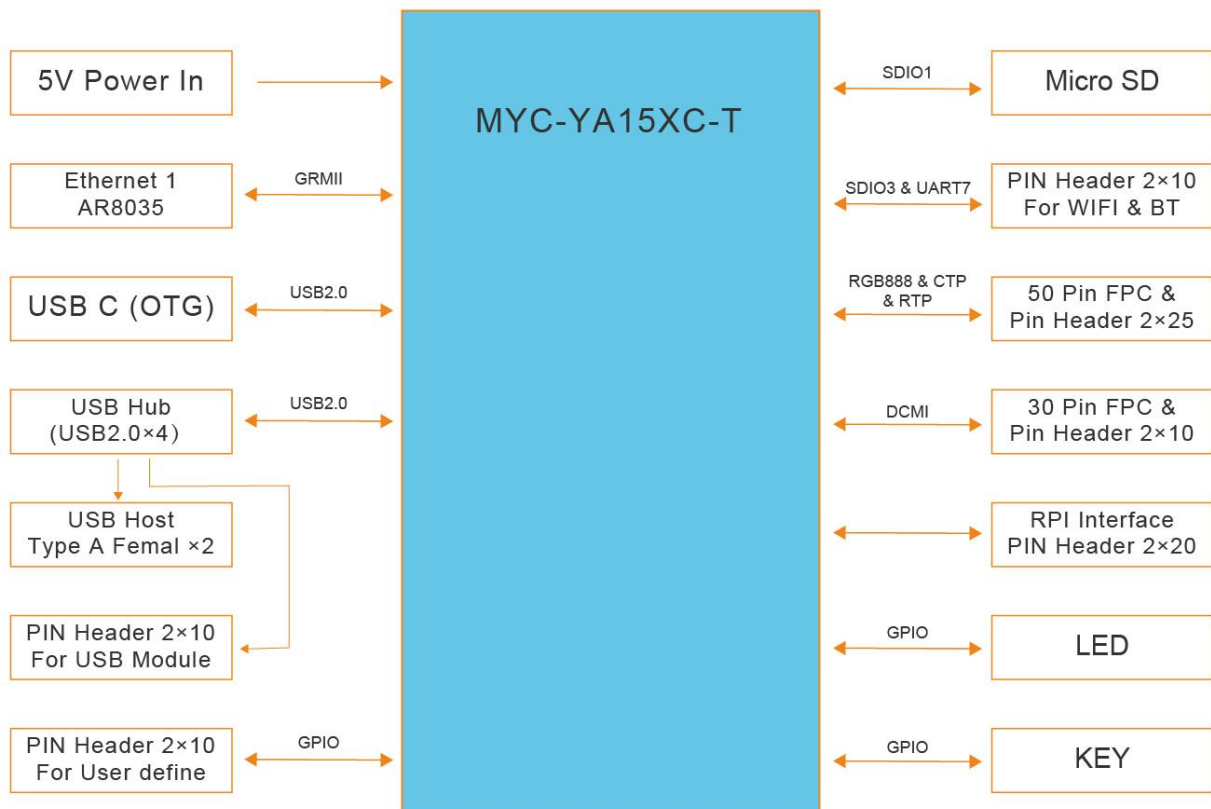 MYC-YA15XC-T
5V Power In
Ethernet 1
AR8035
GRMII
USB C (OTG)
USB2.0
USB Hub
(USB2.0×4）
USB2.0
USB Host
Type A Femal ×2
PIN Header 2×10
For USB Module
PIN Header 2×10
For User define
GPIO
SDIO1
Micro SD
SDIO3 & UART7
PIN Header 2×10
For WIFI & BT
RGB888 & CTP
& RTP
50 Pin FPC &
Pin Header 2×25
DCMI
30 Pin FPC &
Pin Header 2×10
RPI Interface
PIN Header 2×20
GPIO
LED
GPIO
KEY